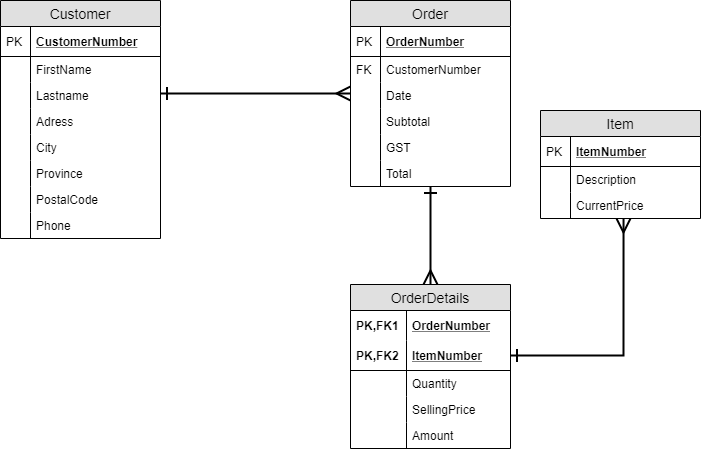 Customer
PK CustomerNumber
FirstName
Lastname
Adress
City
Province
PostalCode
Phone
Order
PK OrderNumber
FK CustomerNumber
Date
Subtotal
GST
Total
Item
PK ItemNumber
Description
CurrentPrice
OrderDetails
PK,FK1 OrderNumber
PK,FK2 ItemNumber
Quantity
SellingPrice
Amount